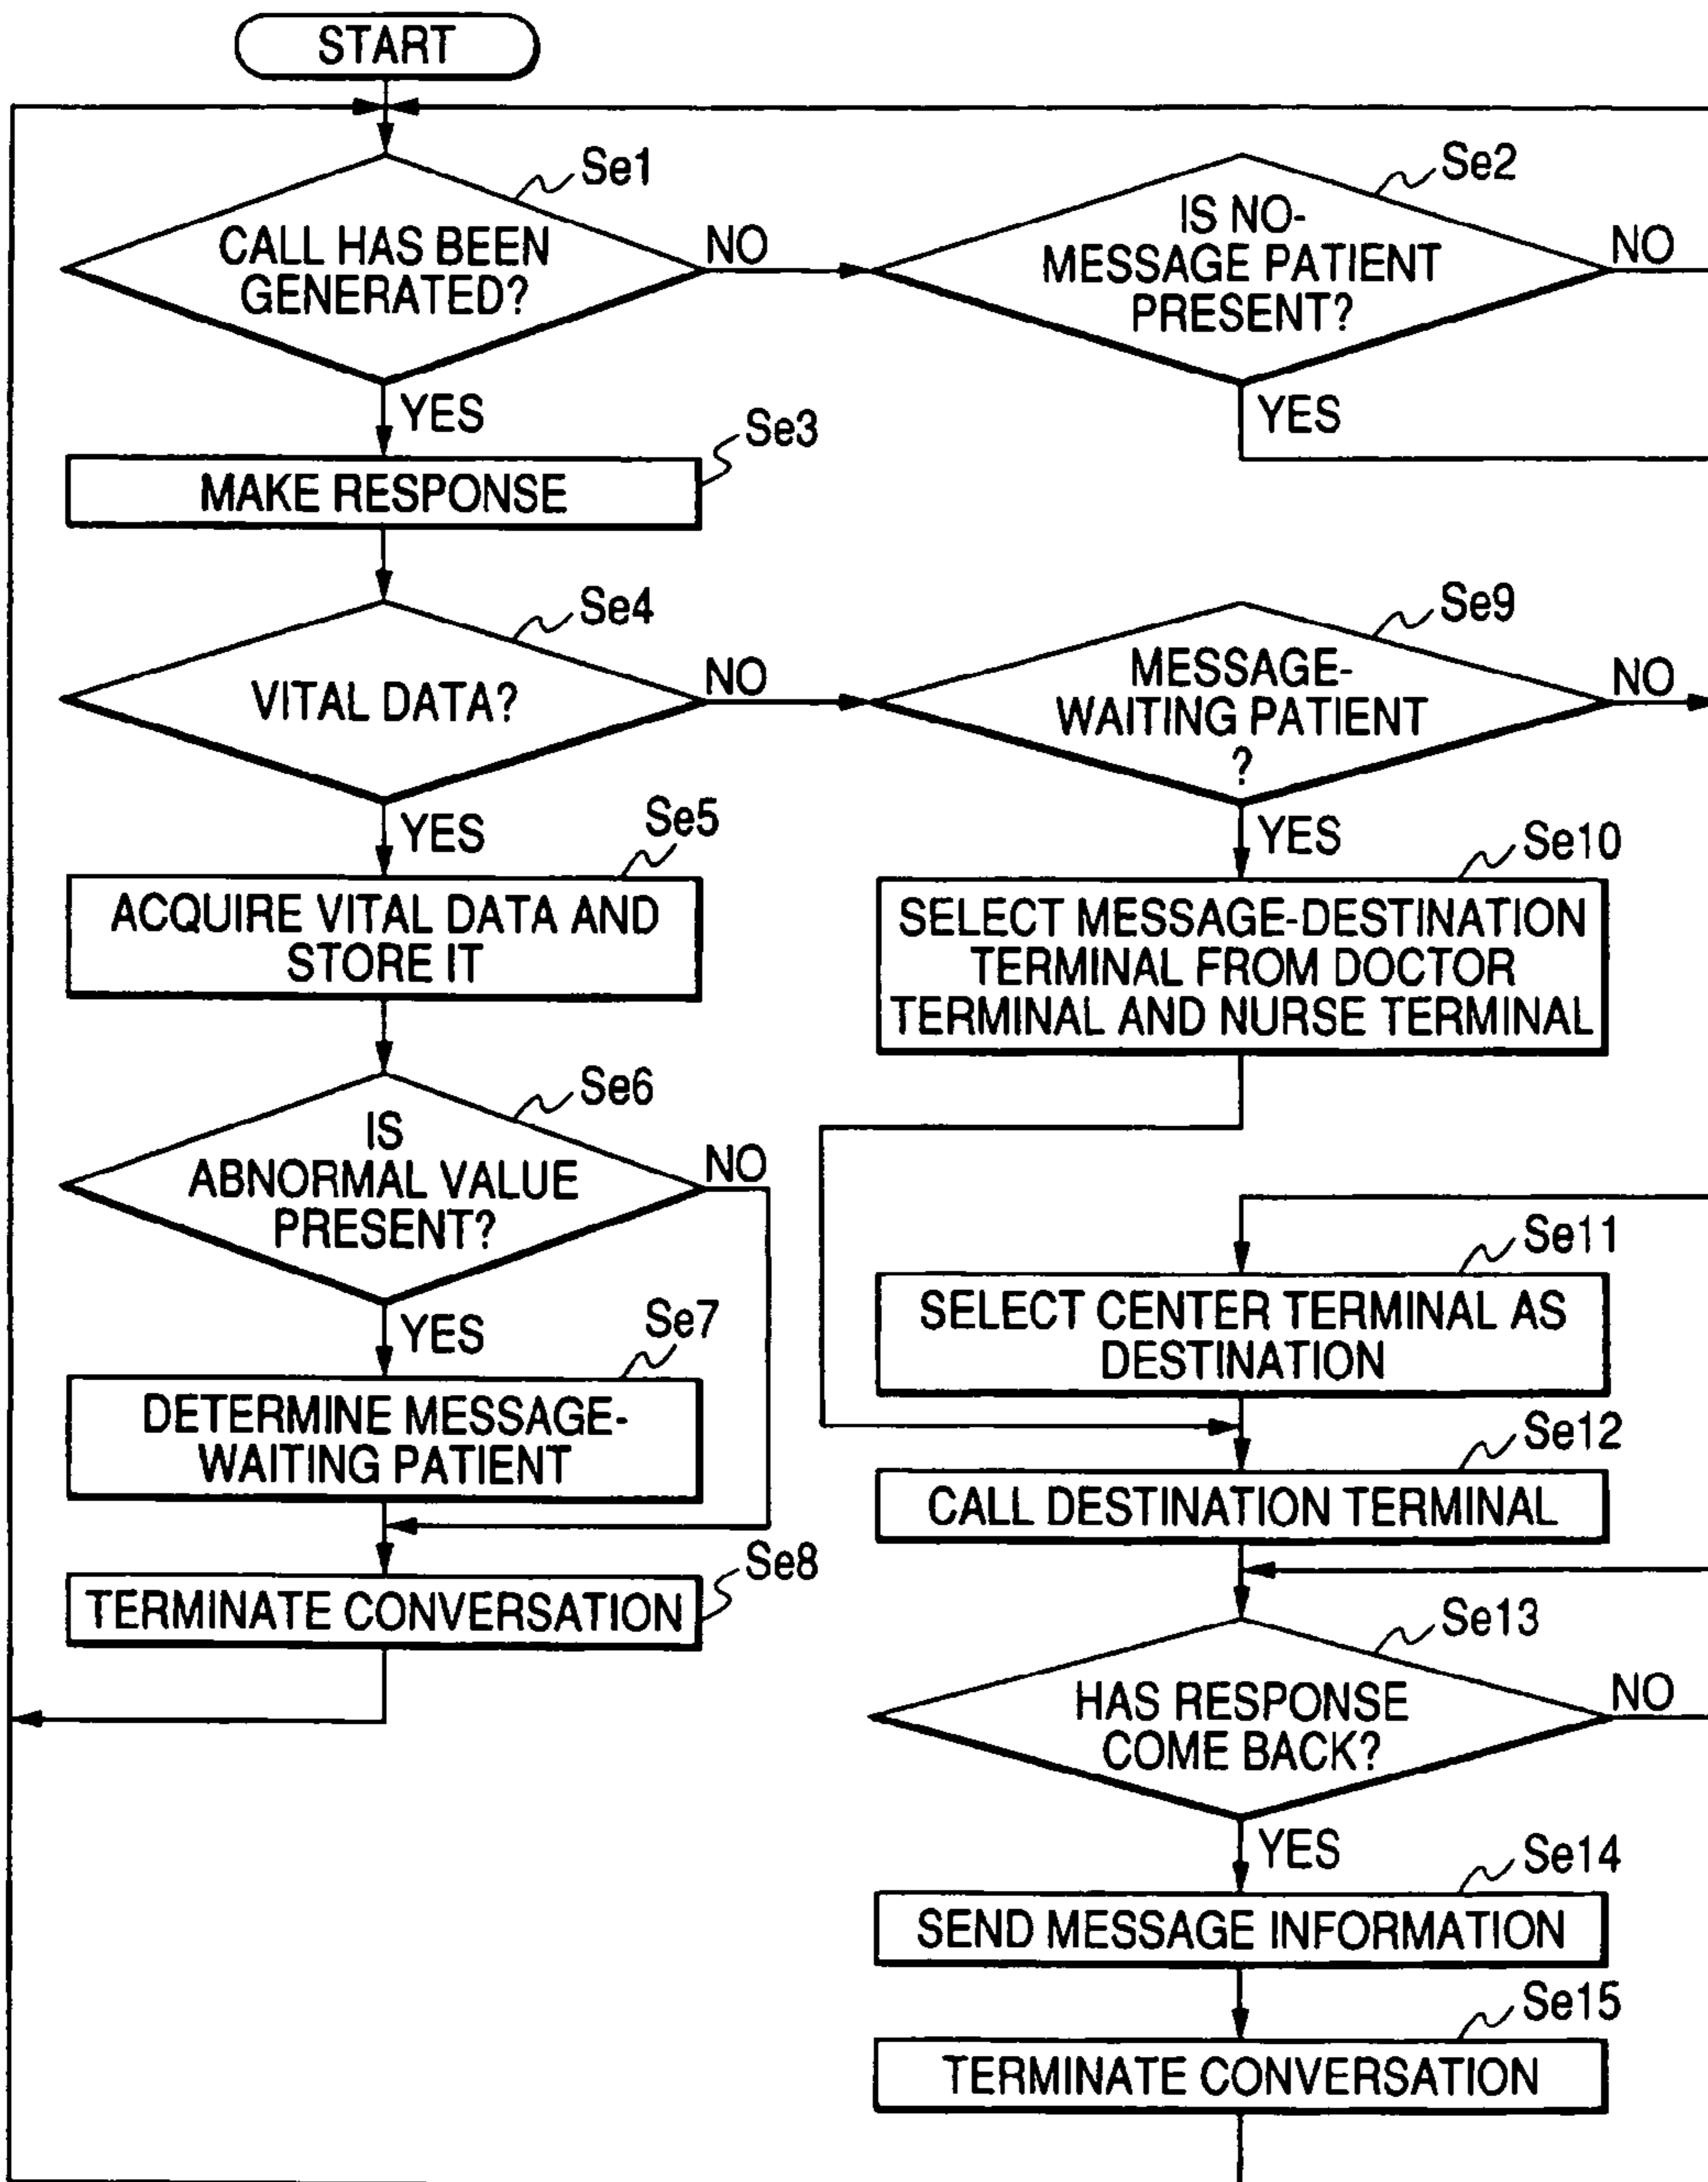 START
Se1
CALL HAS BEEN
GENERATED?
NO
YES
Se2
IS NO-
MESSAGE PATIENT
PRESENT?
NO
YES
Se3
MAKE RESPONSE
Se4
VITAL DATA?
NO
YES
Se9
MESSAGE-
WAITING PATIENT
?
NO
YES
Se5
ACQUIRE VITAL DATA AND
STORE IT
Se10
SELECT MESSAGE-DESTINATION
TERMINAL FROM DOCTOR
TERMINAL AND NURSE TERMINAL
Se6
IS
ABNORMAL VALUE
PRESENT?
NO
YES
Se7
DETERMINE MESSAGE-
WAITING PATIENT
Se8
TERMINATE CONVERSATION
Se11
SELECT CENTER TERMINAL AS
DESTINATION
Se12
CALL DESTINATION TERMINAL
Se13
HAS RESPONSE
COME BACK?
NO
YES
Se14
SEND MESSAGE INFORMATION
Se15
TERMINATE CONVERSATION